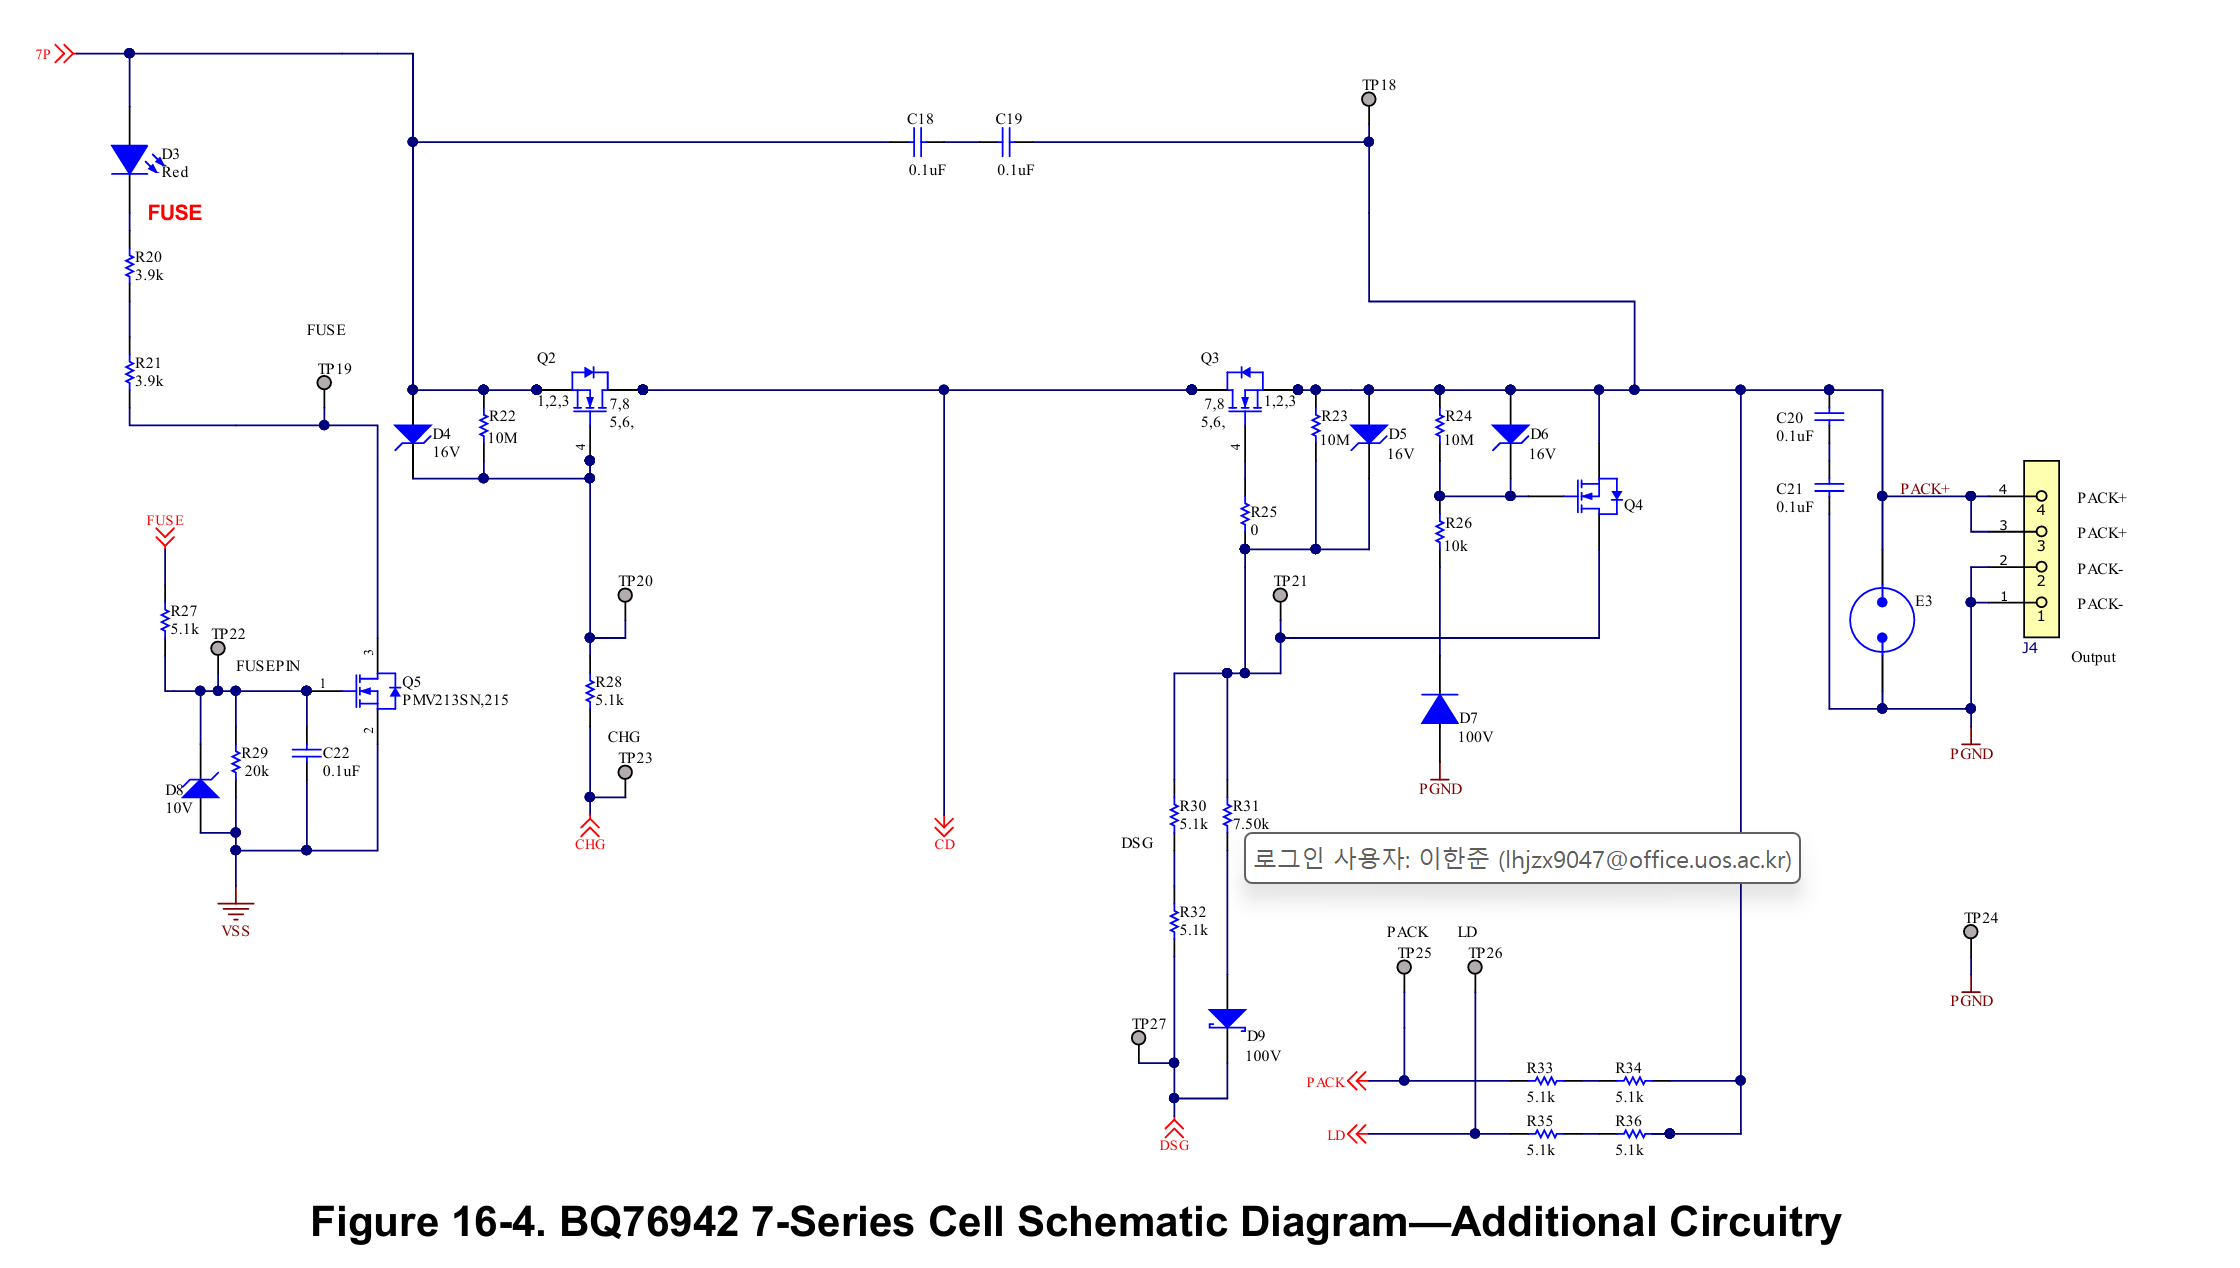 7P
TP18
C18
C19
0.1uF
0.1uF
D3
Red
FUSE
R20
3.9k
FUSE
R21
3.9k
TP19
Q2
1,2,3
7,8
5,6,
4
R22
10M
D4
16V
Q3
7,8
5,6,
1,2,3
4
R23
10M
D5
16V
R24
10M
D6
16V
Q4
C20
0.1uF
C21
0.1uF
PACK+
4
4
PACK+
3
3
PACK+
2
2
PACK-
1
1
PACK-
J4
Output
E3
PGND
R25
0
R26
10k
FUSE
R27
5.1k
TP22
FUSEPIN
1
3
2
Q5
PMV213SN,215
D8
10V
R29
20k
C22
0.1uF
VSS
TP20
R28
5.1k
CHG
TP23
CHG
CD
TP21
D7
100V
PGND
DSG
R30
5.1k
R31
7.50k
로그인 사용자: 이한준 (lhjzx9047@office.uos.ac.kr)
R32
5.1k
PACK
TP25
LD
TP26
TP24
PGND
TP27
D9
100V
DSG
PACK
R33
5.1k
R34
5.1k
LD
R35
5.1k
R36
5.1k
Figure 16-4. BQ76942 7-Series Cell Schematic Diagram—Additional Circuitry